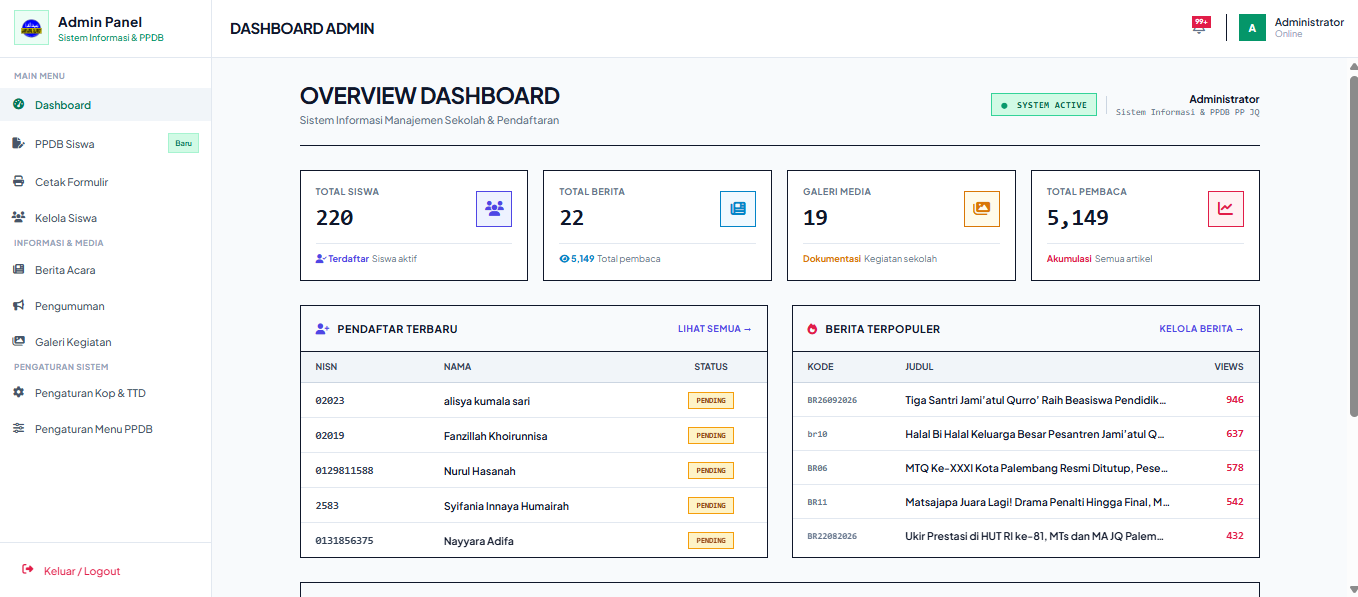 Admin Panel
Sistem Informasi & PPDB
DASHBOARD ADMIN
99+
A
Administrator
Online
MAIN MENU
Dashboard
PPDB Siswa
Baru
Cetak Formulir
Kelola Siswa
INFORMASI & MEDIA
Berita Acara
Pengumuman
Galeri Kegiatan
PENGATURAN SISTEM
Pengaturan Kop & TTD
Pengaturan Menu PPDB
Keluar / Logout
OVERVIEW DASHBOARD
Sistem Informasi Manajemen Sekolah & Pendaftaran
SYSTEM ACTIVE
Administrator
Sistem Informasi & PPDB PP JQ
TOTAL SISWA
220
Terdaftar Siswa aktif
TOTAL BERITA
22
5,149 Total pembaca
GALERI MEDIA
19
Dokumentasi Kegiatan sekolah
TOTAL PEMBACA
5,149
Akumulasi Semua artikel
PENDAFTAR TERBARU
LIHAT SEMUA →
NISN NAMA STATUS
02023 alisya kumala sari PENDING
02019 Fanzillah Khoirunnisa PENDING
0129811588 Nurul Hasanah PENDING
2583 Syifania Innaya Humairah PENDING
0131856375 Nayyara Adifa PENDING
BERITA TERPOPULER
KELOLA BERITA →
KODE JUDUL VIEWS
BR26092026 Tiga Santri Jami’atul Qurro’ Raih Beasiswa Pendidik... 946
br10 Halal Bi Halal Keluarga Besar Pesantren Jami’atul Q... 637
BR06 MTQ Ke-XXXI Kota Palembang Resmi Ditutup, Pese... 578
BR11 Matsajapa Juara Lagi! Drama Penalti Hingga Final, M... 542
BR22082026 Ukir Prestasi di HUT RI ke-81, MTs dan MA JQ Palem... 432